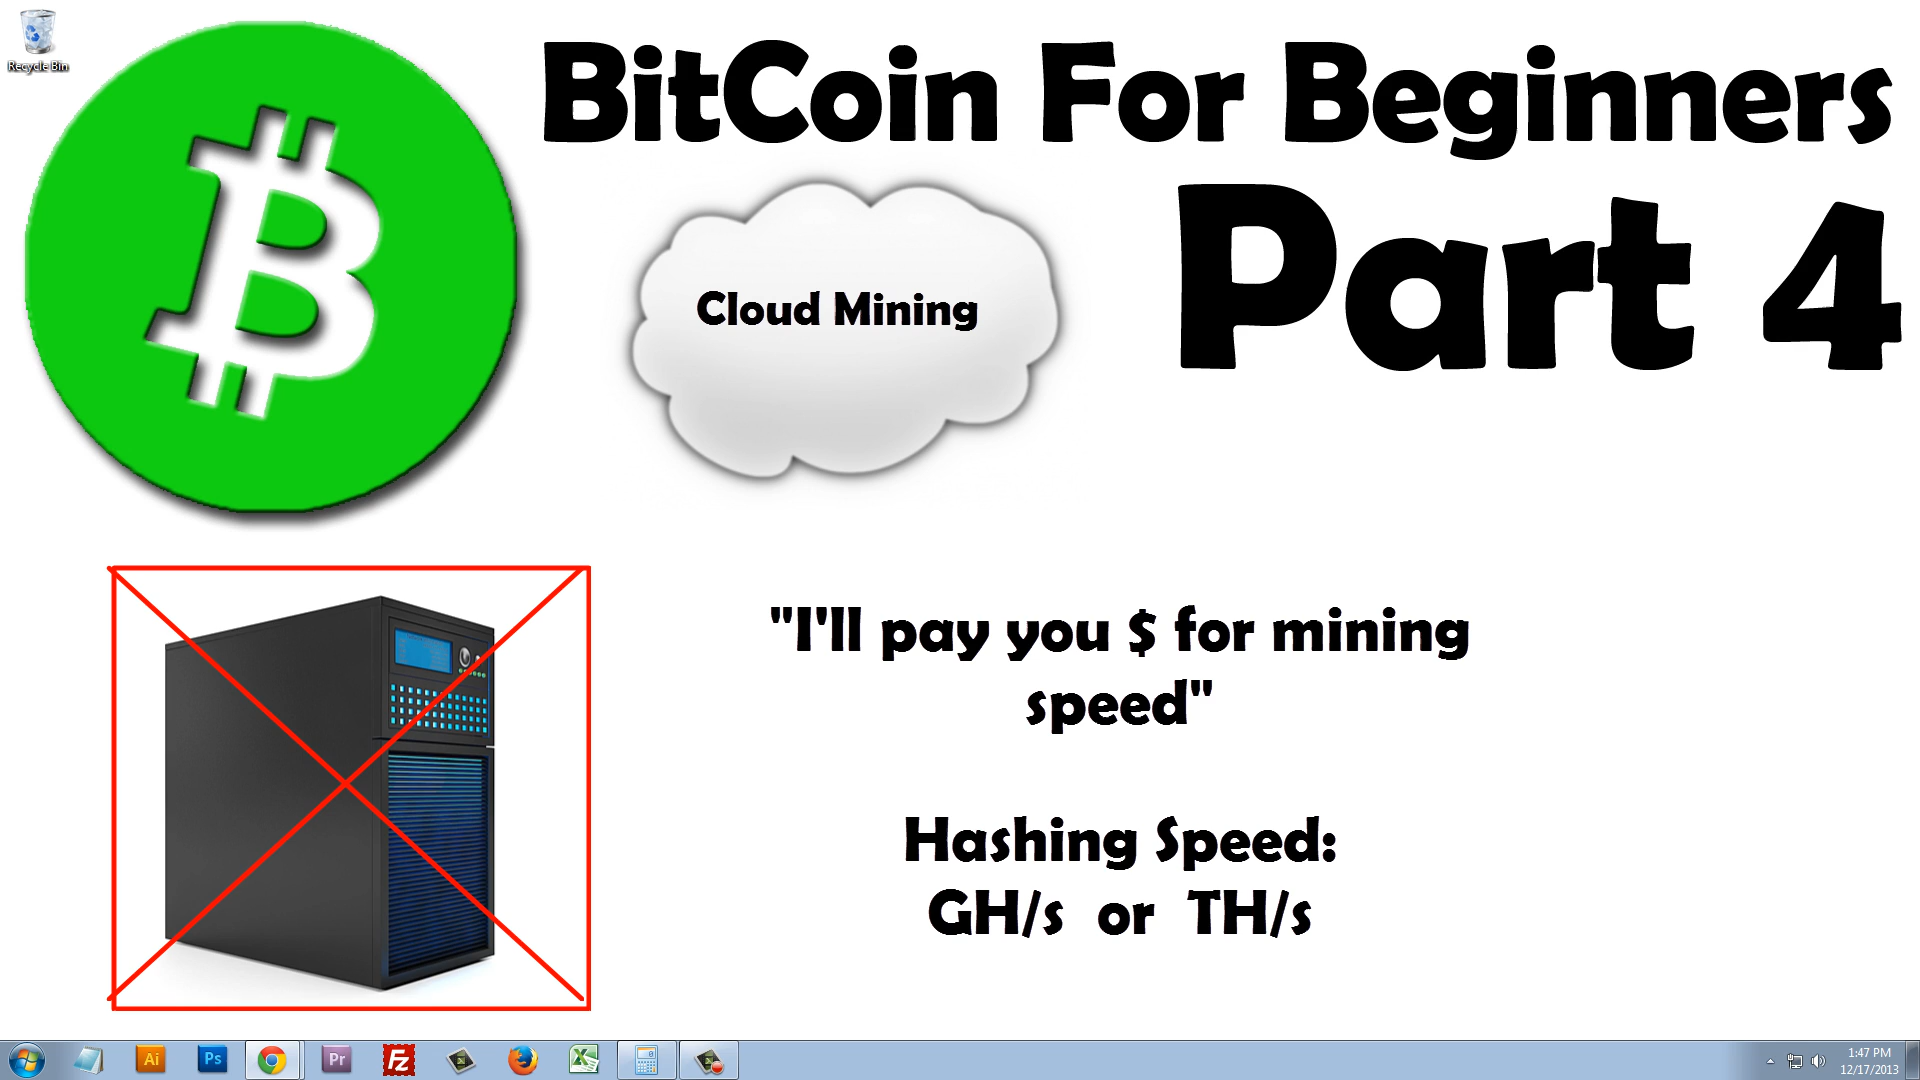 Recycle Bin
BitCoin For Beginners
Part 4
Cloud Mining
"I'll pay you $ for mining
speed"
Hashing Speed:
GH/s or TH/s
Ai
Ps
Pr
Fz
1:47 PM
12/17/2013